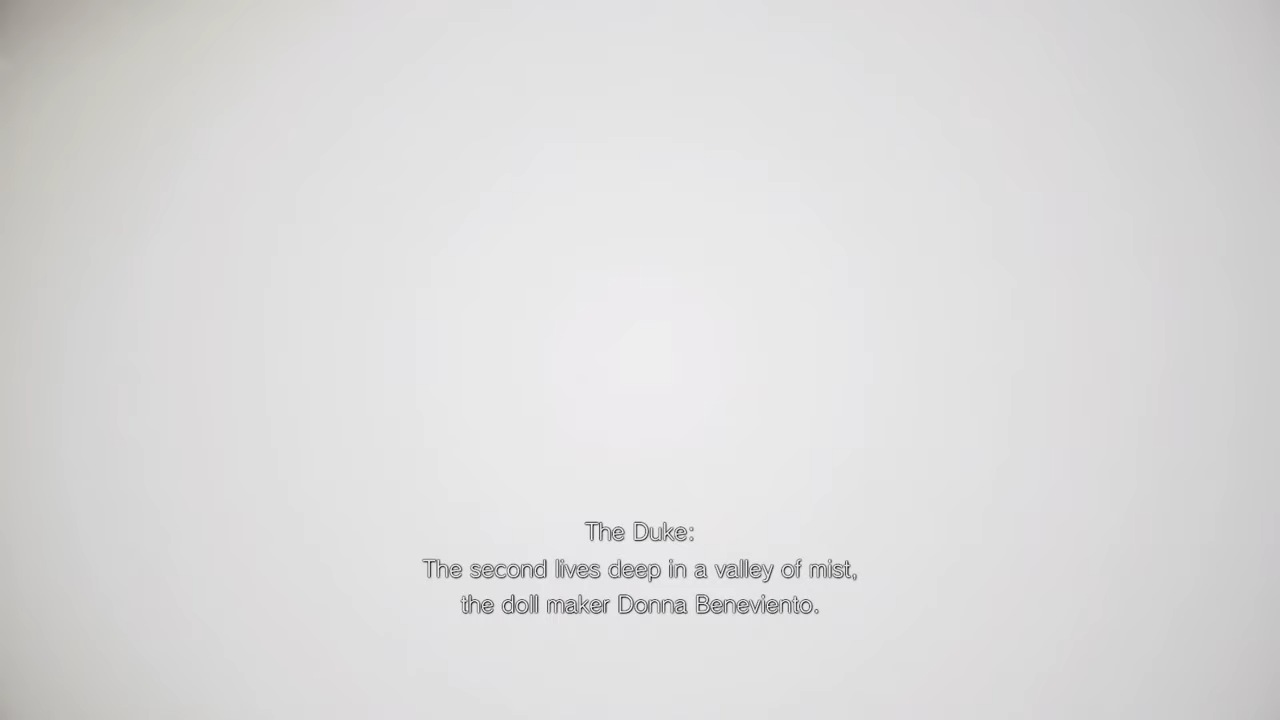 The Duke:
The second lives deep in a valley of mist,
the doll maker Donna Beneviento.